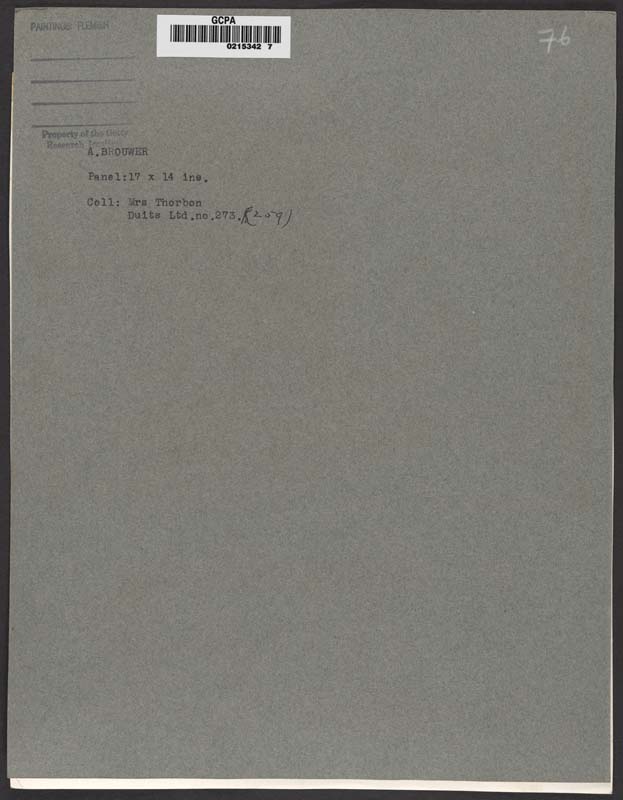 PAINTINGS: FLEMISH
GCPA
0215342 7
76
Property of the Getty
Research Institute
A.BROUWER
Panel:17 x 14 ins.
Coll: Mrs Thorbon
Duits Ltd.no.273.(209)